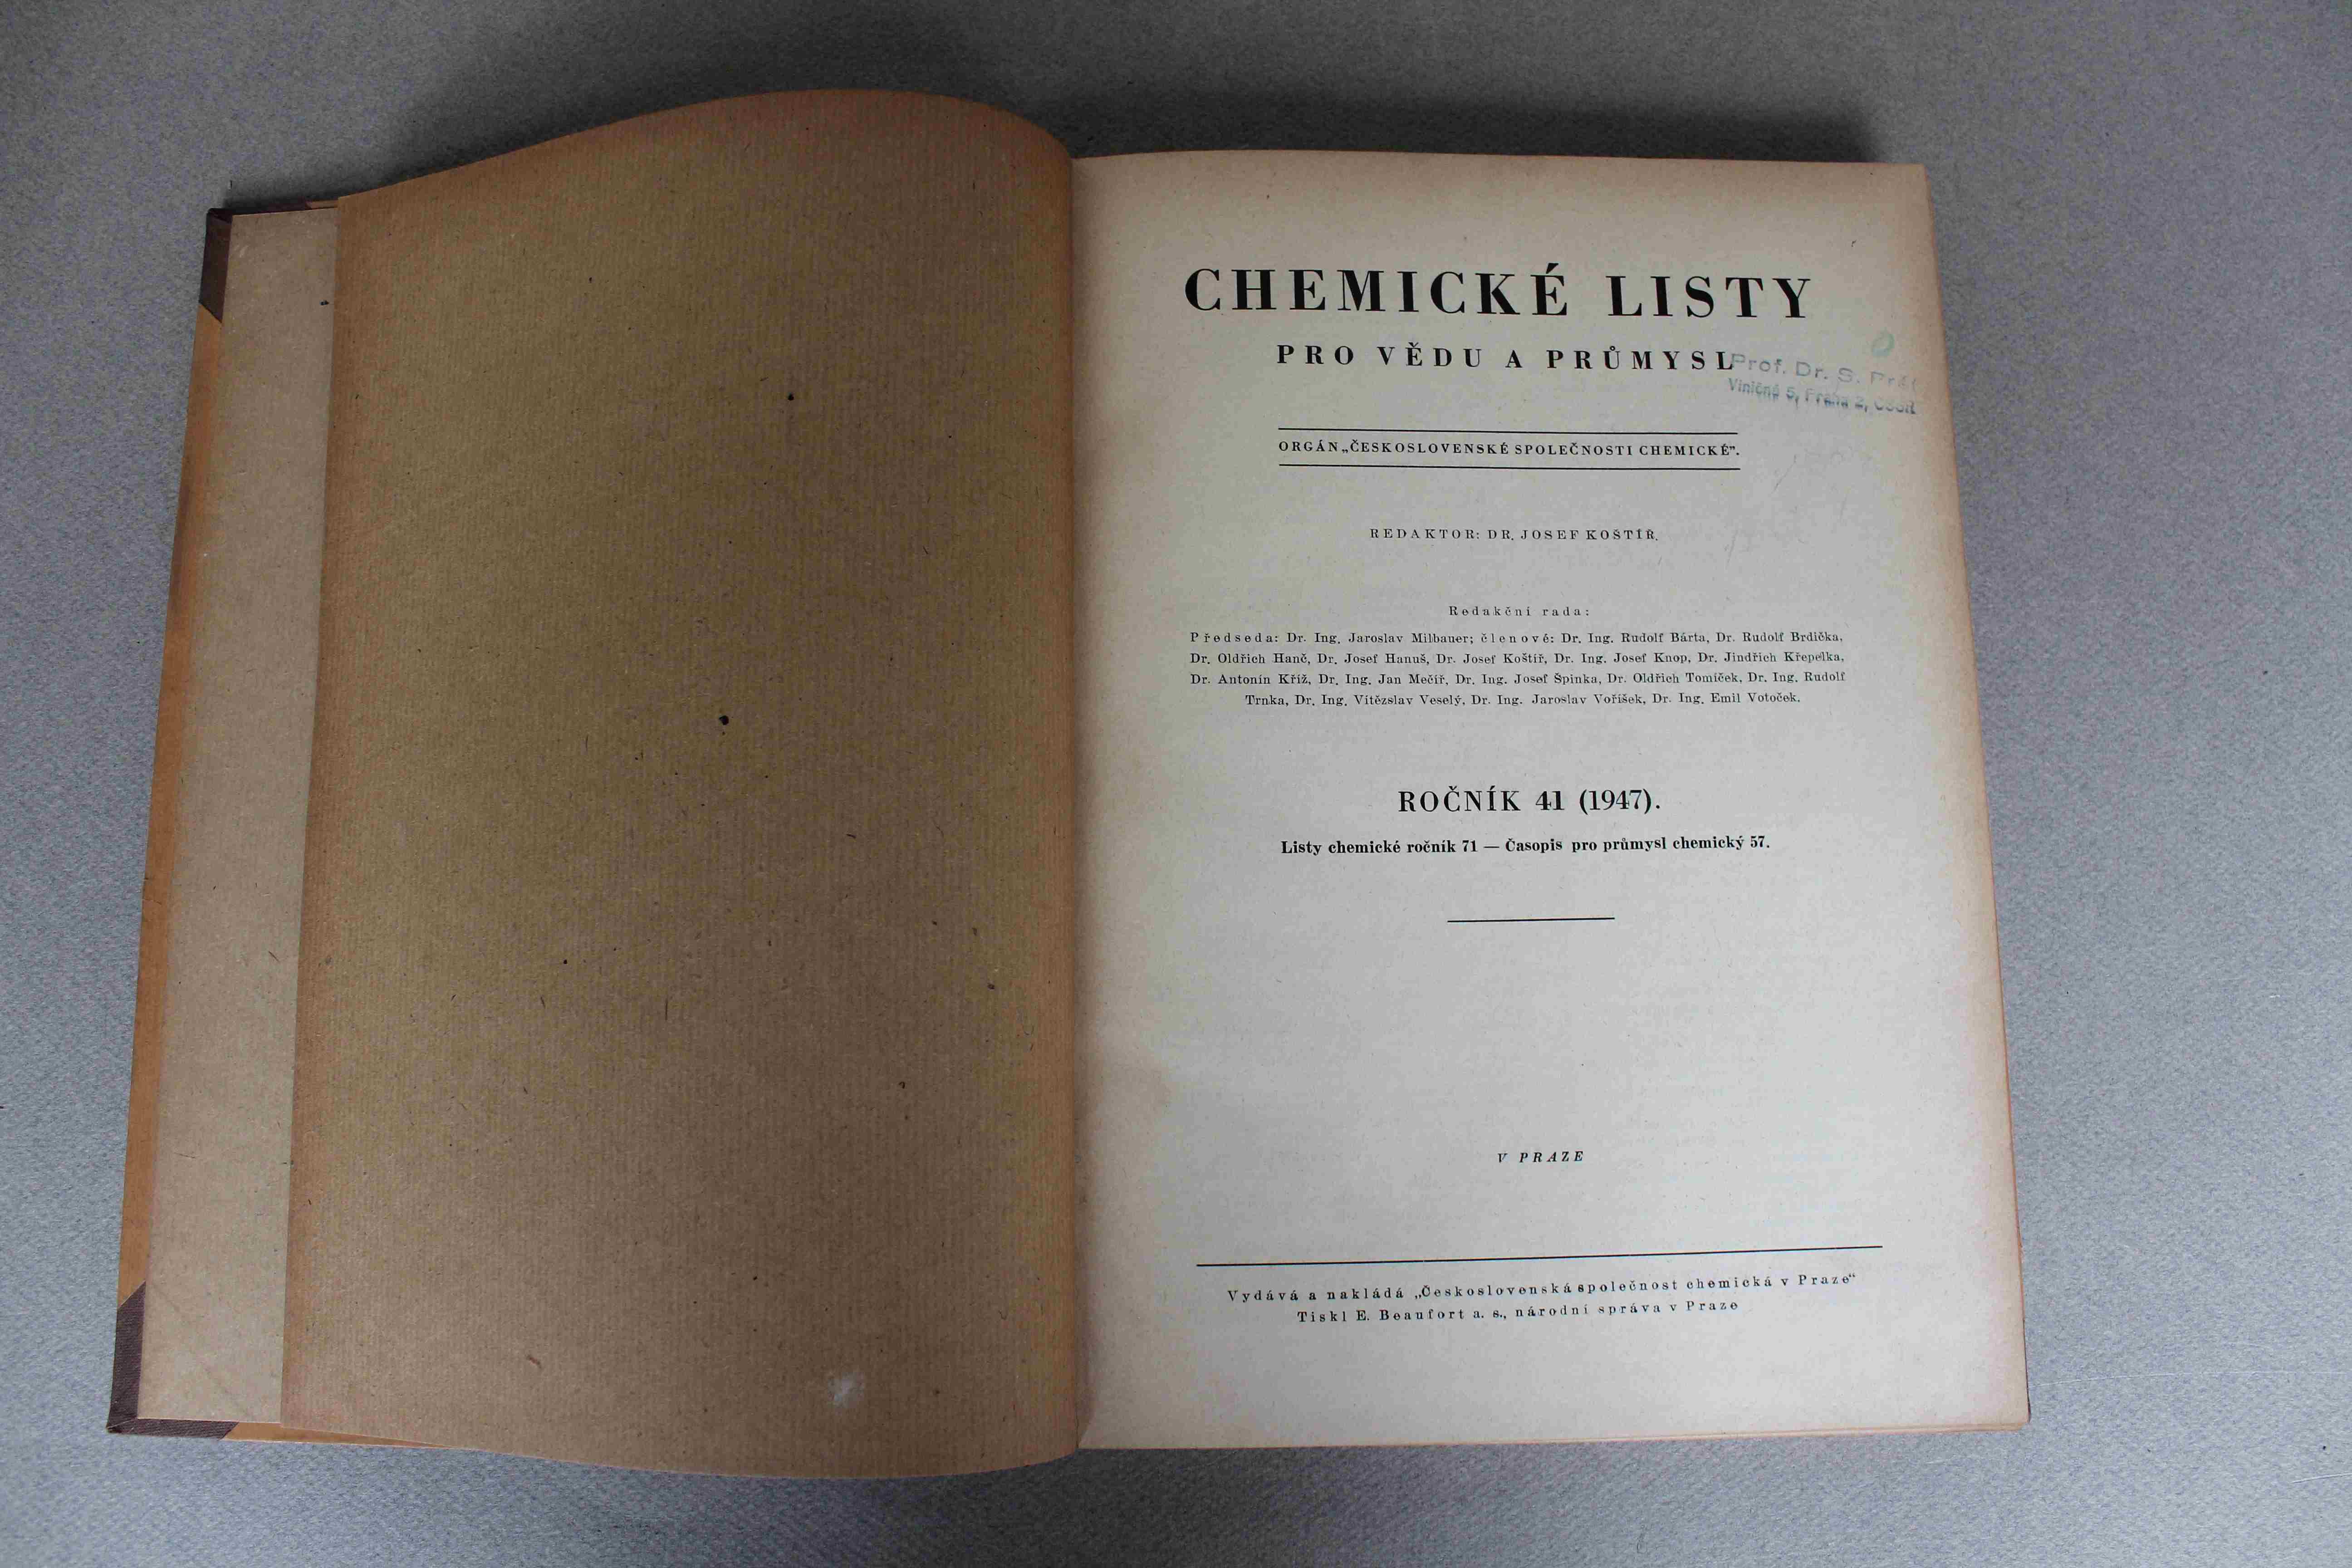 CHEMICKÉ LISTY
PRO VĚDU A PRŮMYSL
Prof. Dr. S.
Viničná 5, Praha 2,
ORGÁN „ČESKOSLOVENSKÉ SPOLEČNOSTI CHEMICKÉ".
REDAKTOR: DR. JOSEF KOŠTÍŘ.
Redakční rada:
Předseda: Dr. Ing. Jaroslav Milbauer; členové: Dr. Ing. Rudolf Bárta, Dr. Rudolf Brdička,
Dr. Oldřich Hanč, Dr. Josef Hanuš, Dr. Josef Koštíř, Dr. Ing. Josef Knop, Dr. Jindřich Křepelka,
Dr. Antonín Kříž, Dr. Ing. Jan Mečíř, Dr. Ing. Josef Špinka, Dr. Oldřich Tomíček, Dr. Ing. Rudolf
Trnka, Dr. Ing. Vítězslav Veselý, Dr. Ing. Jaroslav Voříšek, Dr. Ing. Emil Votoček.
ROČNÍK 41 (1947).
Listy chemické ročník 71 — Časopis pro průmysl chemický 57.
V PRAZE
Vydává a nakládá „Československá společnost chemická v Praze“
Tiskl E. Beaufort a. s., národní správa v Praze